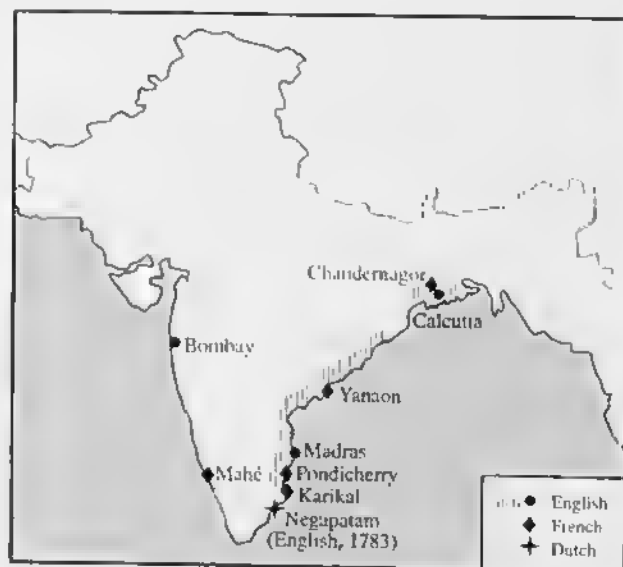 Chandernagor
Calcutta
Bombay
Yanaon
Madras
Mahé
Pondicherry
Karikal
Negapatam
(English, 1783)
English
French
Dutch